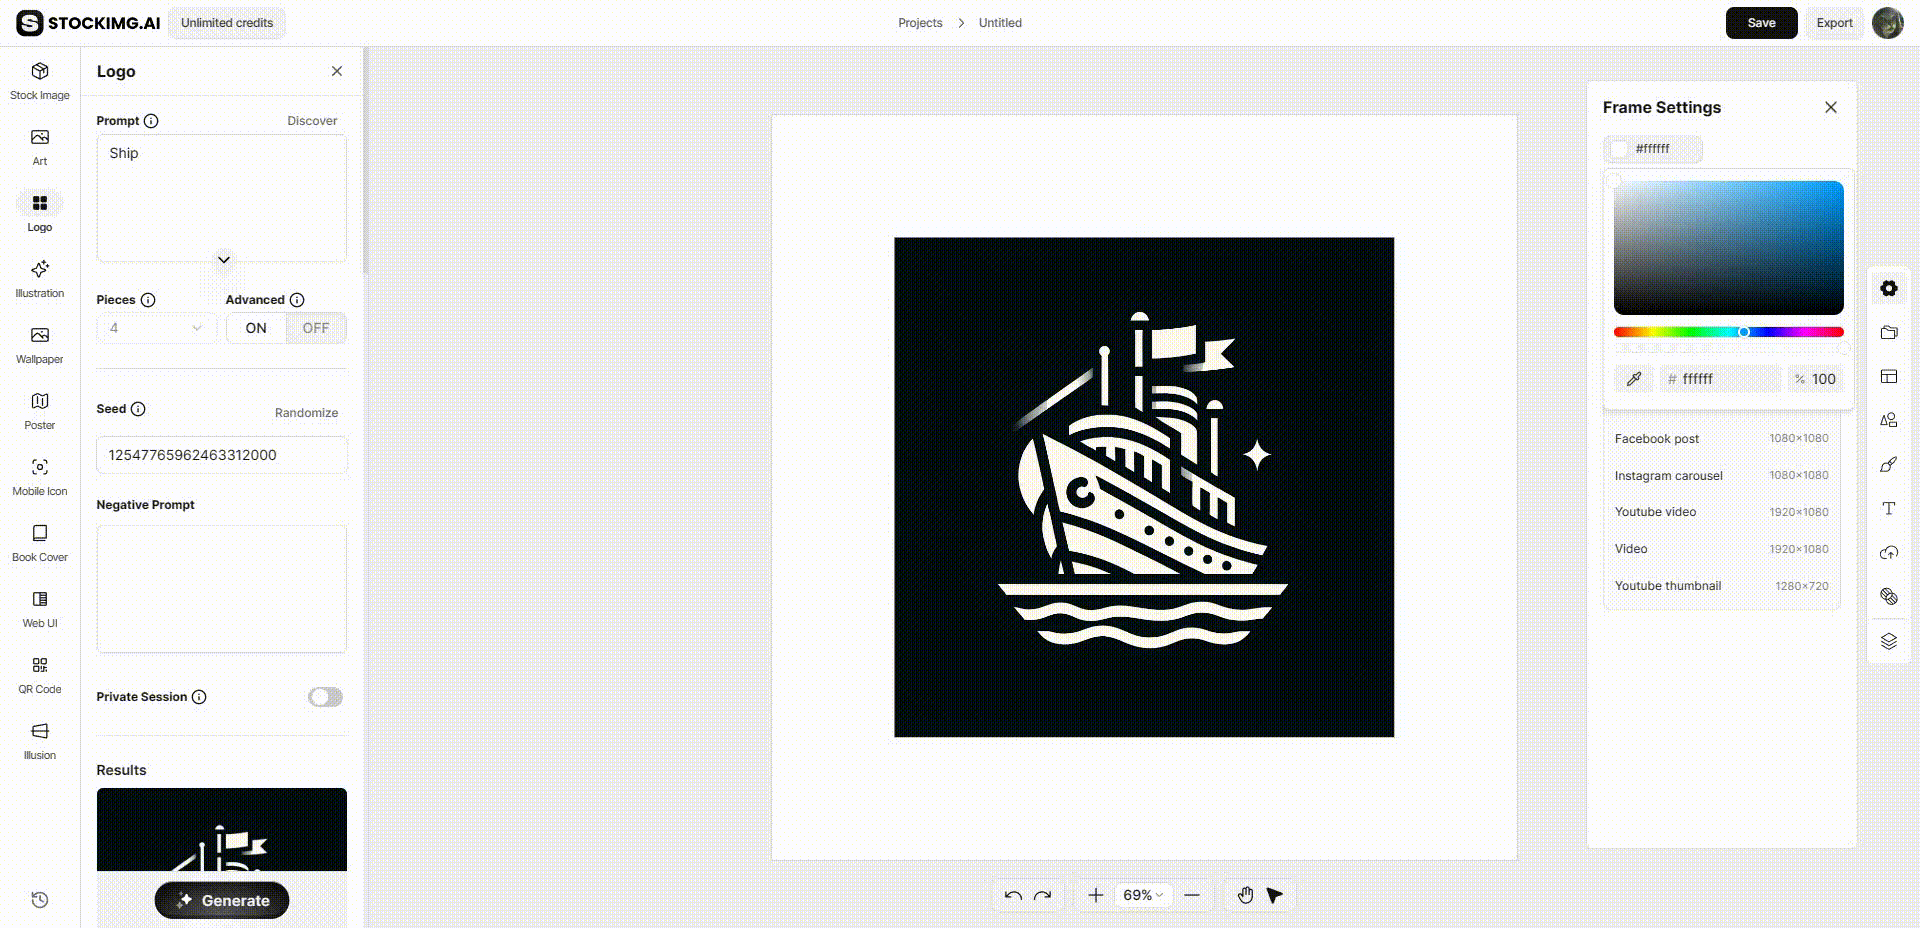 STOCKIMG.AI
Unlimited credits
Projects > Untitled
Save
Export
Stock Image
Art
Logo
Illustration
Wallpaper
Poster
Mobile Icon
Book Cover
Web UI
QR Code
Illusion
Logo
Prompt
Discover
Ship
Pieces
Advanced
4
ON
OFF
Seed
Randomize
12547765962463312000
Negative Prompt
Private Session
Results
Generate
69%
Frame Settings
#ffffff
# ffffff
% 100
Facebook post 1080×1080
Instagram carousel 1080×1080
Youtube video 1920×1080
Video 1920×1080
Youtube thumbnail 1280×720